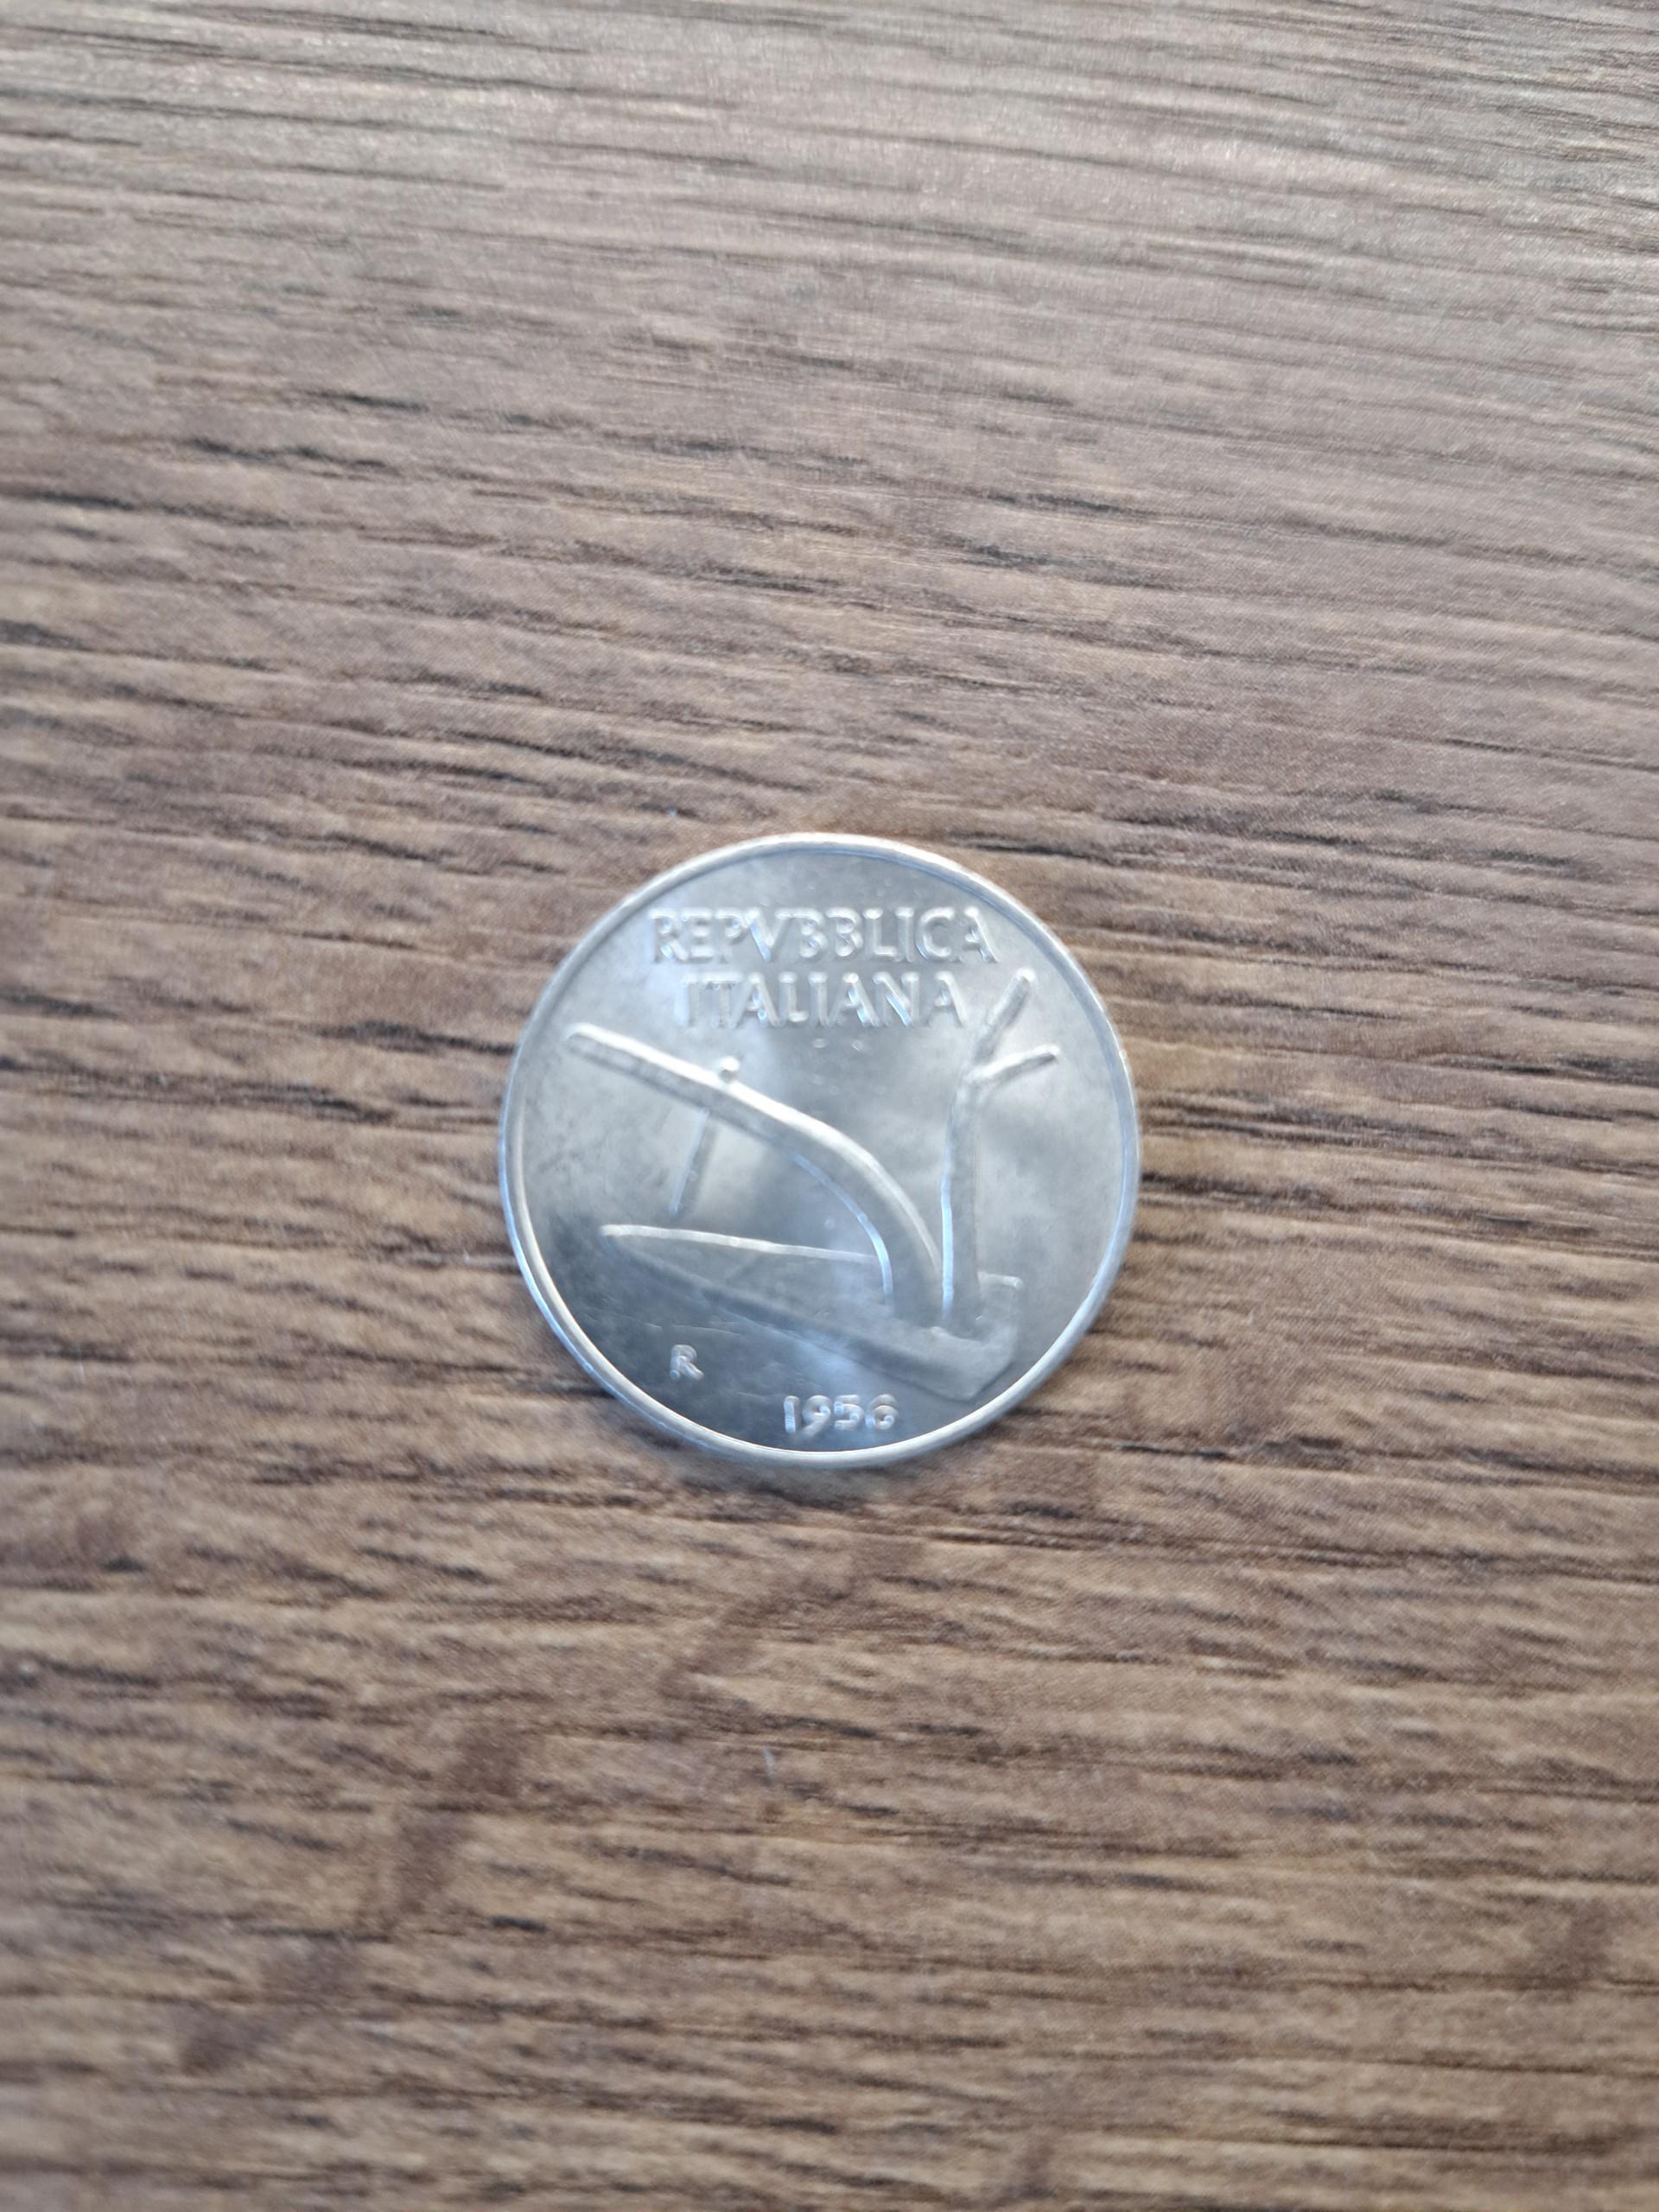 REPVBBLICA
ITALIANA
R
1956